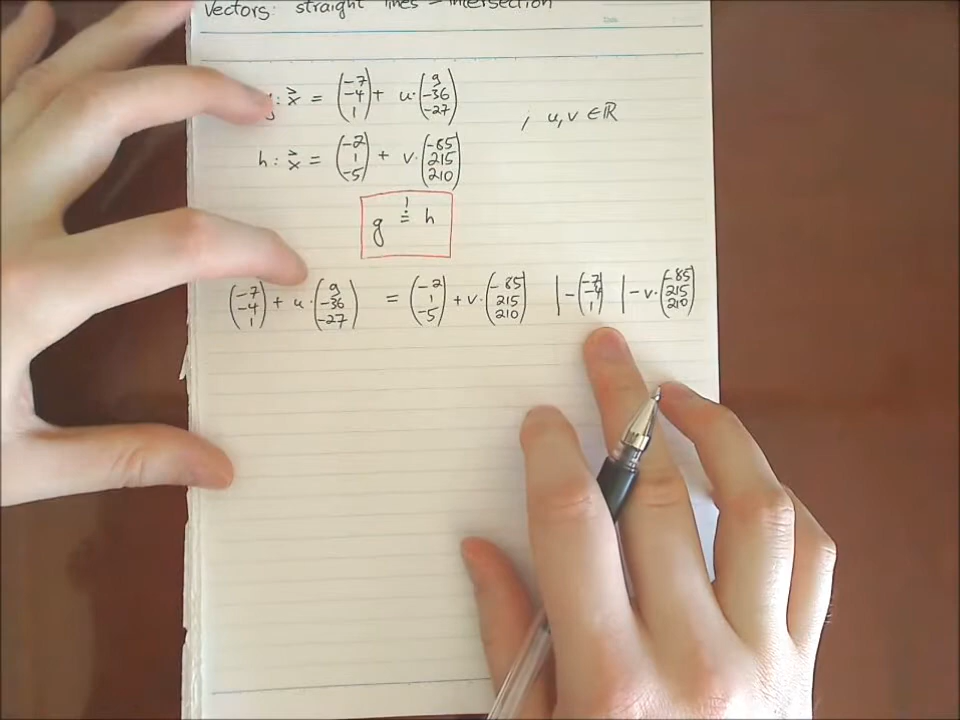 Vectors: straight lines - intersection
Date
g: x⃗ = (-7 -4 1) + u·(9 -36 -27)
; u, v ∈ ℝ
h: x⃗ = (-2 1 -5) + v·(-85 215 210)
g =! h
(-7 -4 1) + u·(9 -36 -27) = (-2 1 -5) + v·(-85 215 210) | -(-7 -4 1) | -v·(-85 215 210)